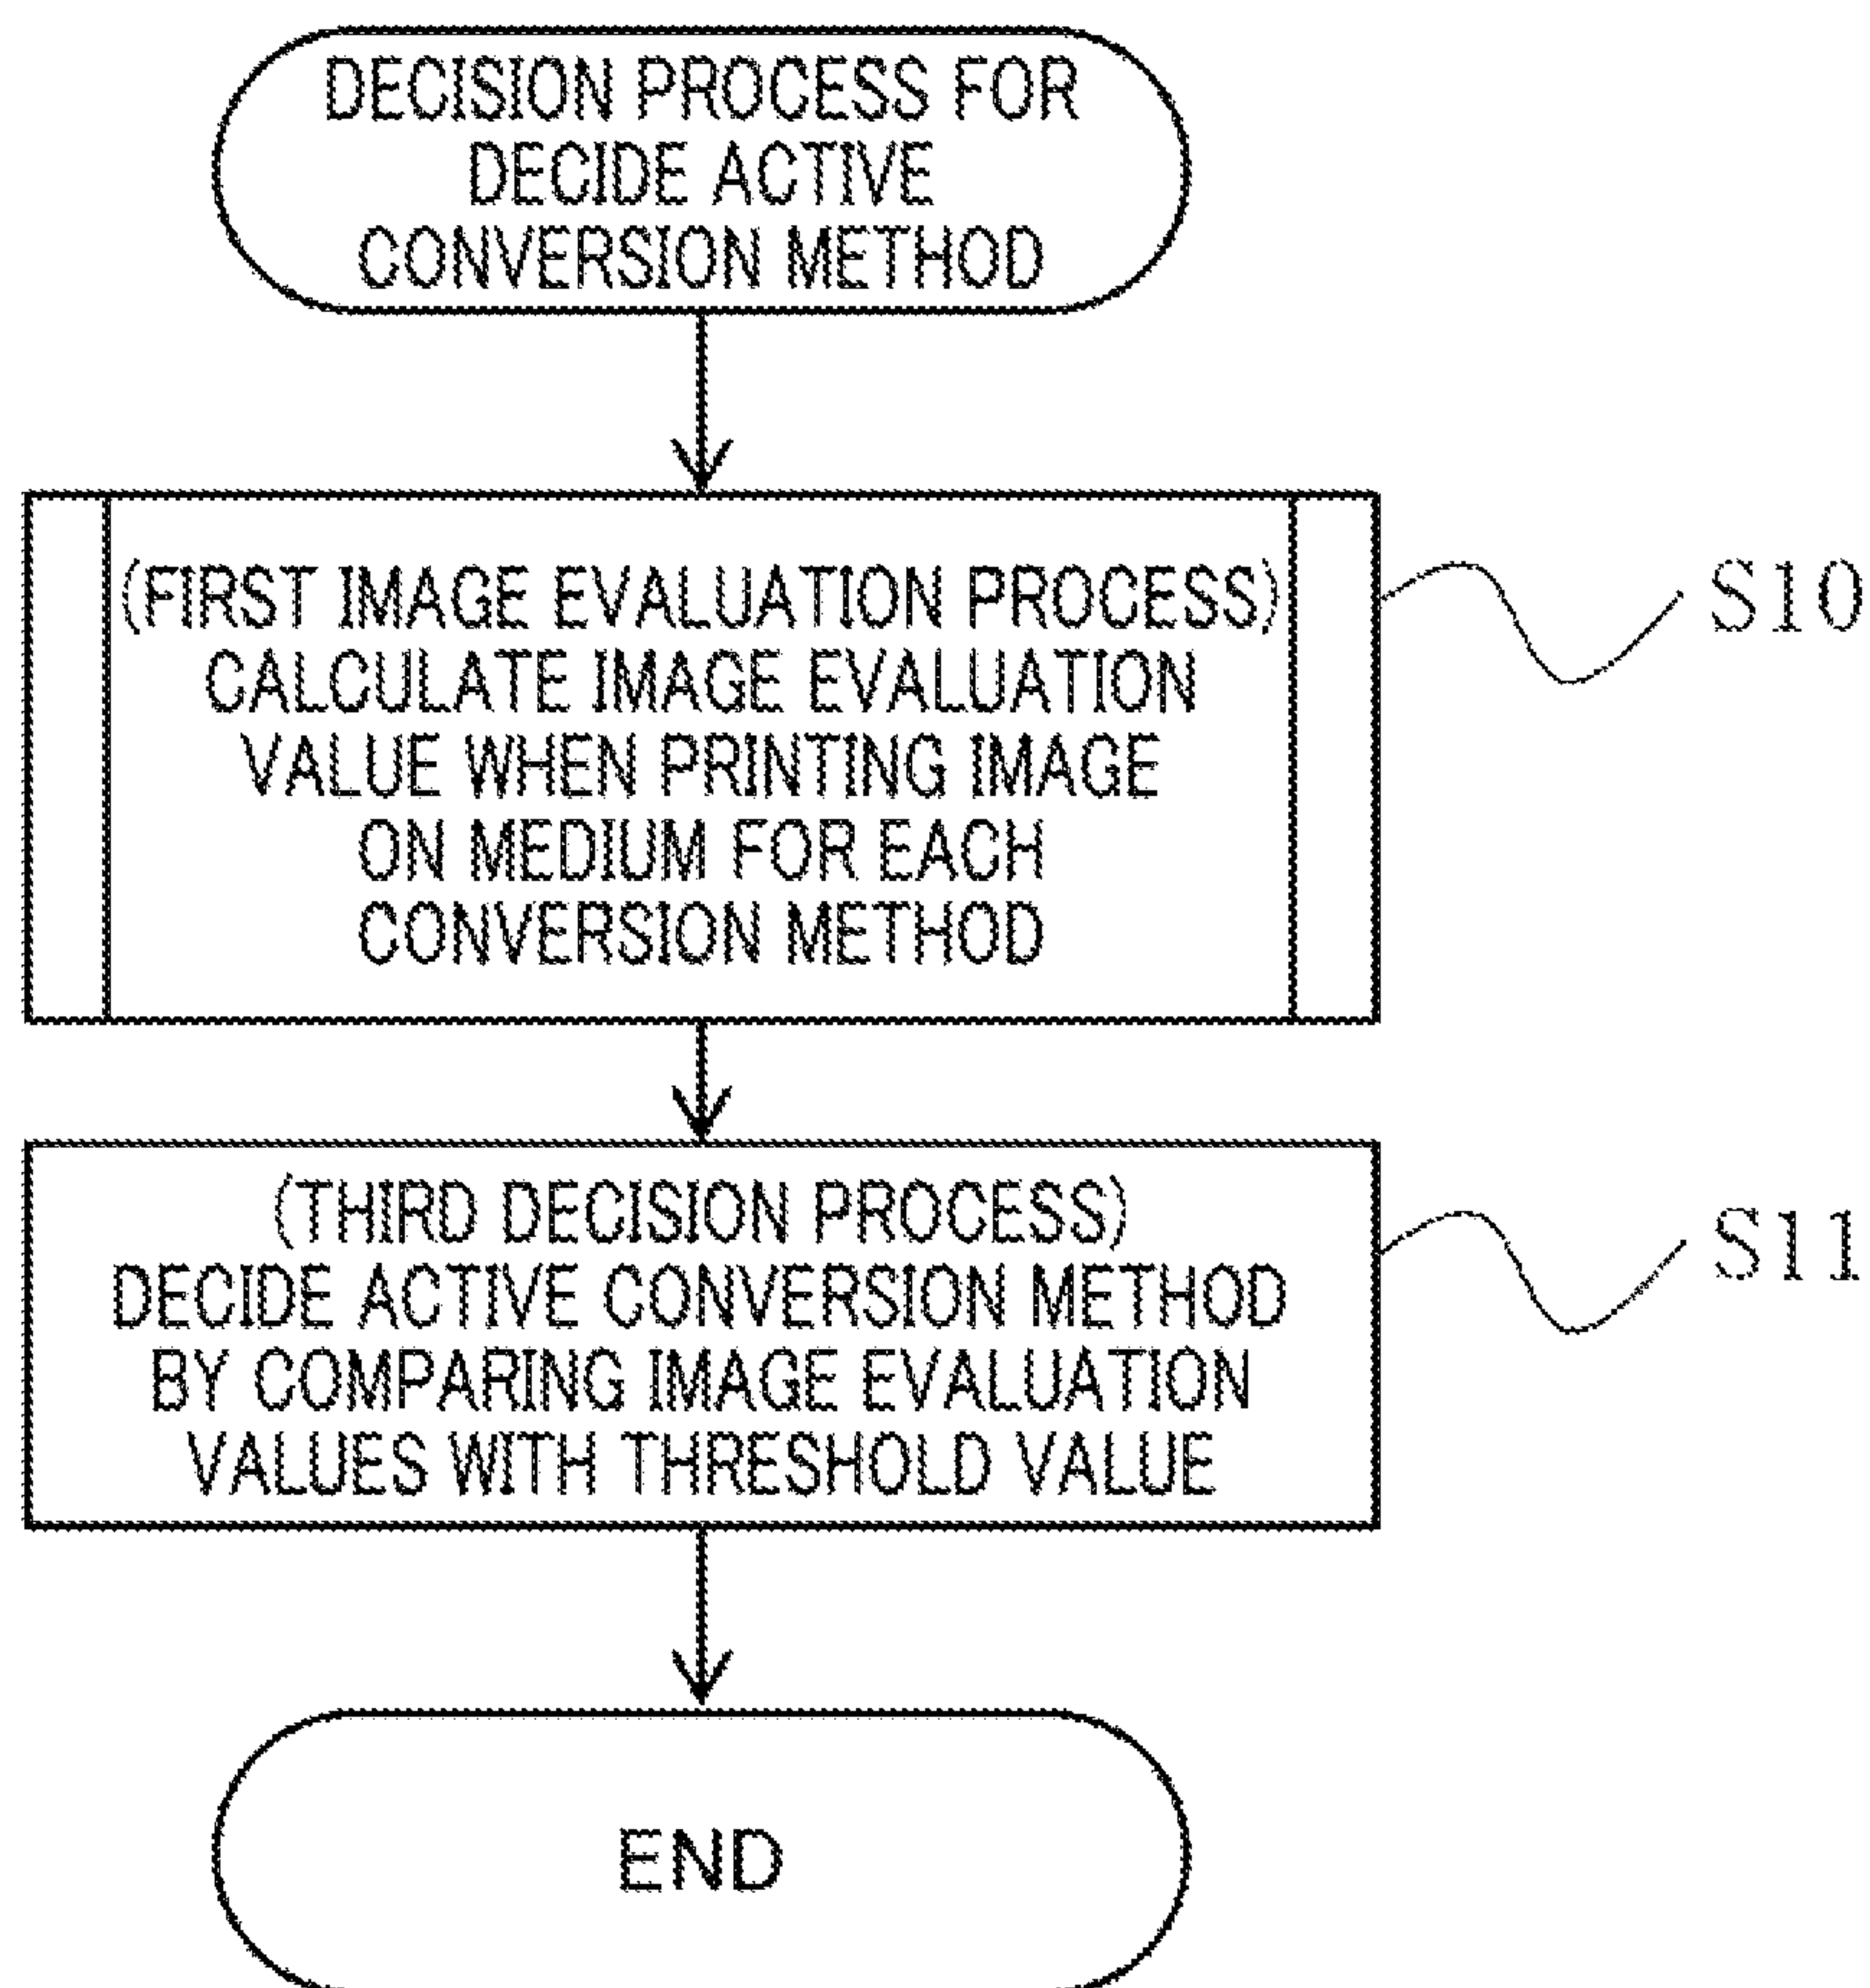 DECISION PROCESS FOR
DECIDE ACTIVE
CONVERSION METHOD
(FIRST IMAGE EVALUATION PROCESS)
CALCULATE IMAGE EVALUATION
VALUE WHEN PRINTING IMAGE
ON MEDIUM FOR EACH
CONVERSION METHOD
S10
(THIRD DECISION PROCESS)
DECIDE ACTIVE CONVERSION METHOD
BY COMPARING IMAGE EVALUATION
VALUES WITH THRESHOLD VALUE
S11
END